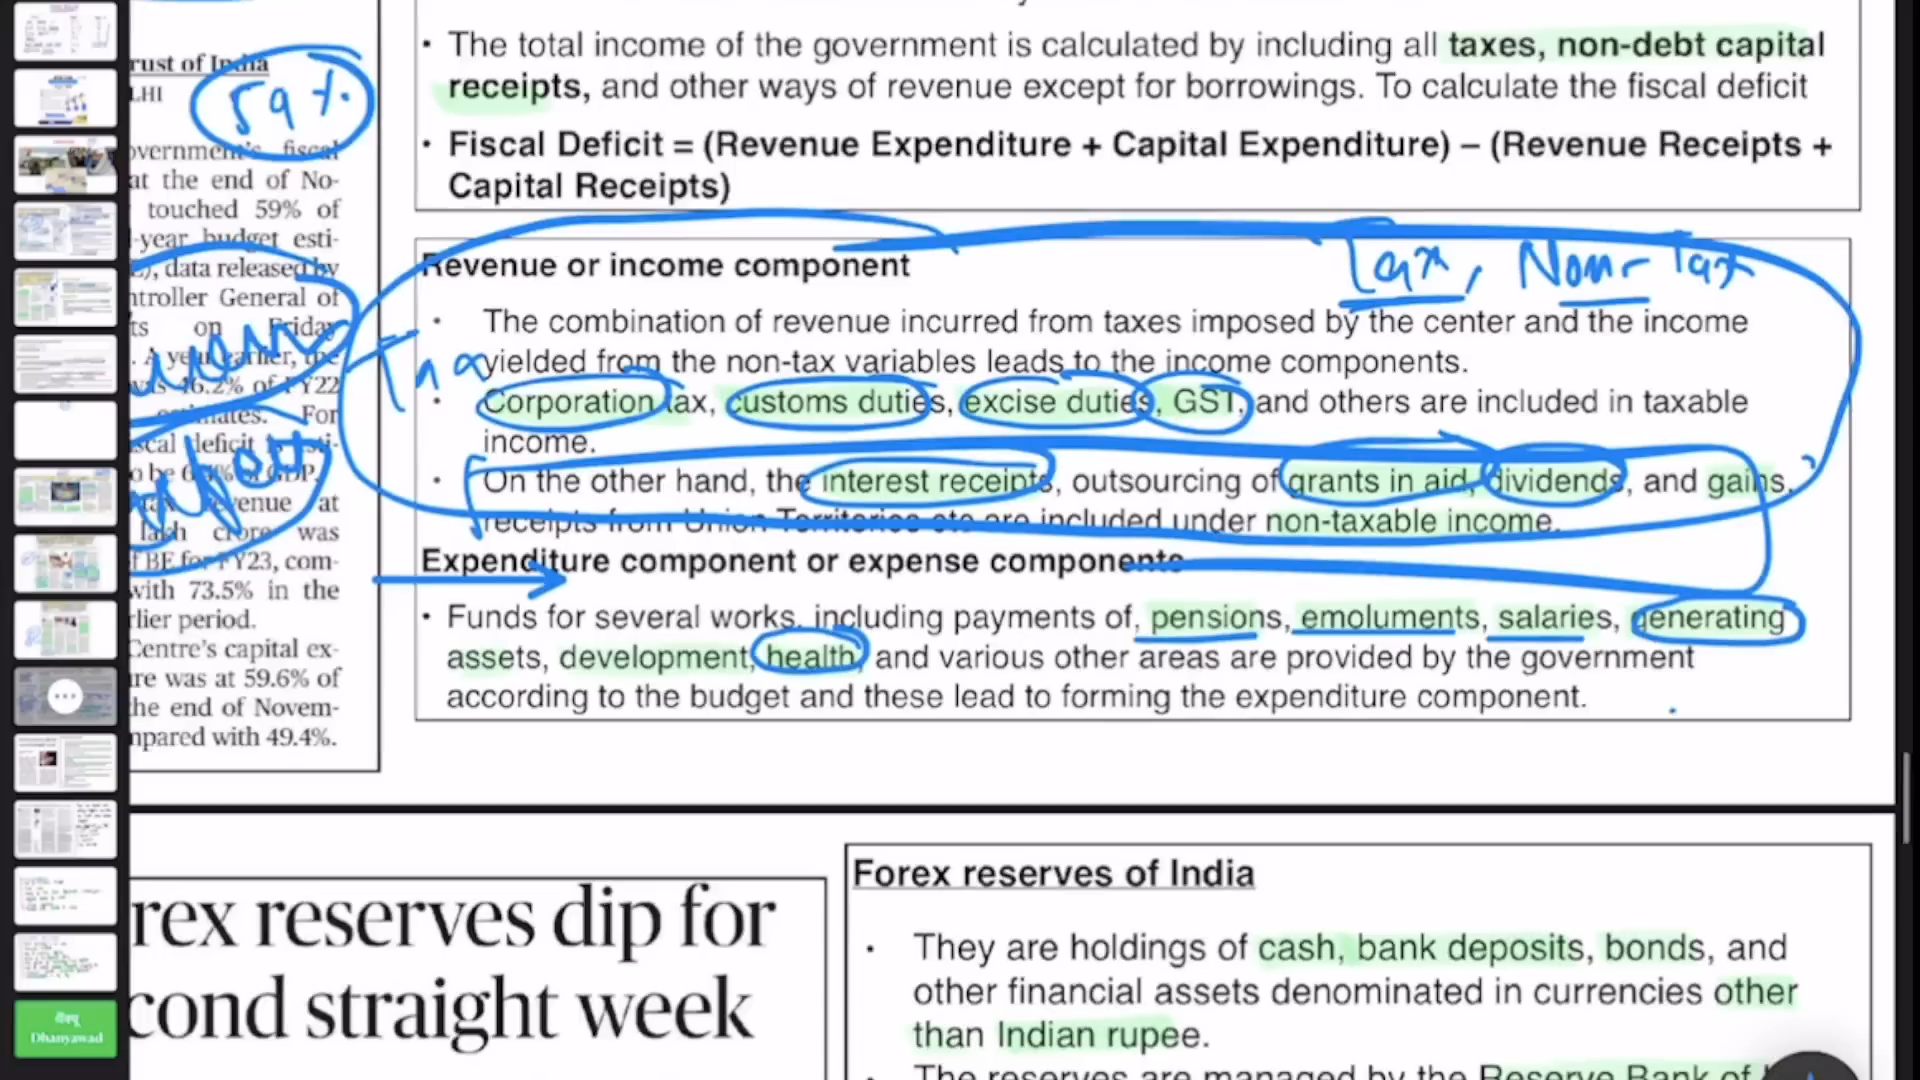 rust of India
LHI
59 %.
overnment's fiscal
at the end of No-
touched 59% of
-year budget esti-
data released by
ntroller General of
ts on Friday
A year earlier, the
was 46.2% of FY22
estimates. For
fiscal deficit
revenue at
lakh crore was
BE for FY23, com-
with 73.5% in the
rlier period.
Centre's capital ex-
re was at 59.6% of
he end of Novem-
mpared with 49.4%.
• The total income of the government is calculated by including all taxes, non-debt capital
receipts, and other ways of revenue except for borrowings. To calculate the fiscal deficit
• Fiscal Deficit = (Revenue Expenditure + Capital Expenditure) – (Revenue Receipts +
Capital Receipts)
Revenue or income component
Tax, Non-Tax
• The combination of revenue incurred from taxes imposed by the center and the income
yielded from the non-tax variables leads to the income components.
• Corporation tax, customs duties, excise duties, GST, and others are included in taxable
income.
• On the other hand, the interest receipts, outsourcing of grants in aid, dividends, and gains,
receipts from Union Territories etc are included under non-taxable income.
Expenditure component or expense components
• Funds for several works, including payments of, pensions, emoluments, salaries, generating
assets, development, health, and various other areas are provided by the government
according to the budget and these lead to forming the expenditure component.
rex reserves dip for
cond straight week
Forex reserves of India
• They are holdings of cash, bank deposits, bonds, and
other financial assets denominated in currencies other
than Indian rupee.
• The reserves are managed by the Reserve Bank of
Dhanyawad